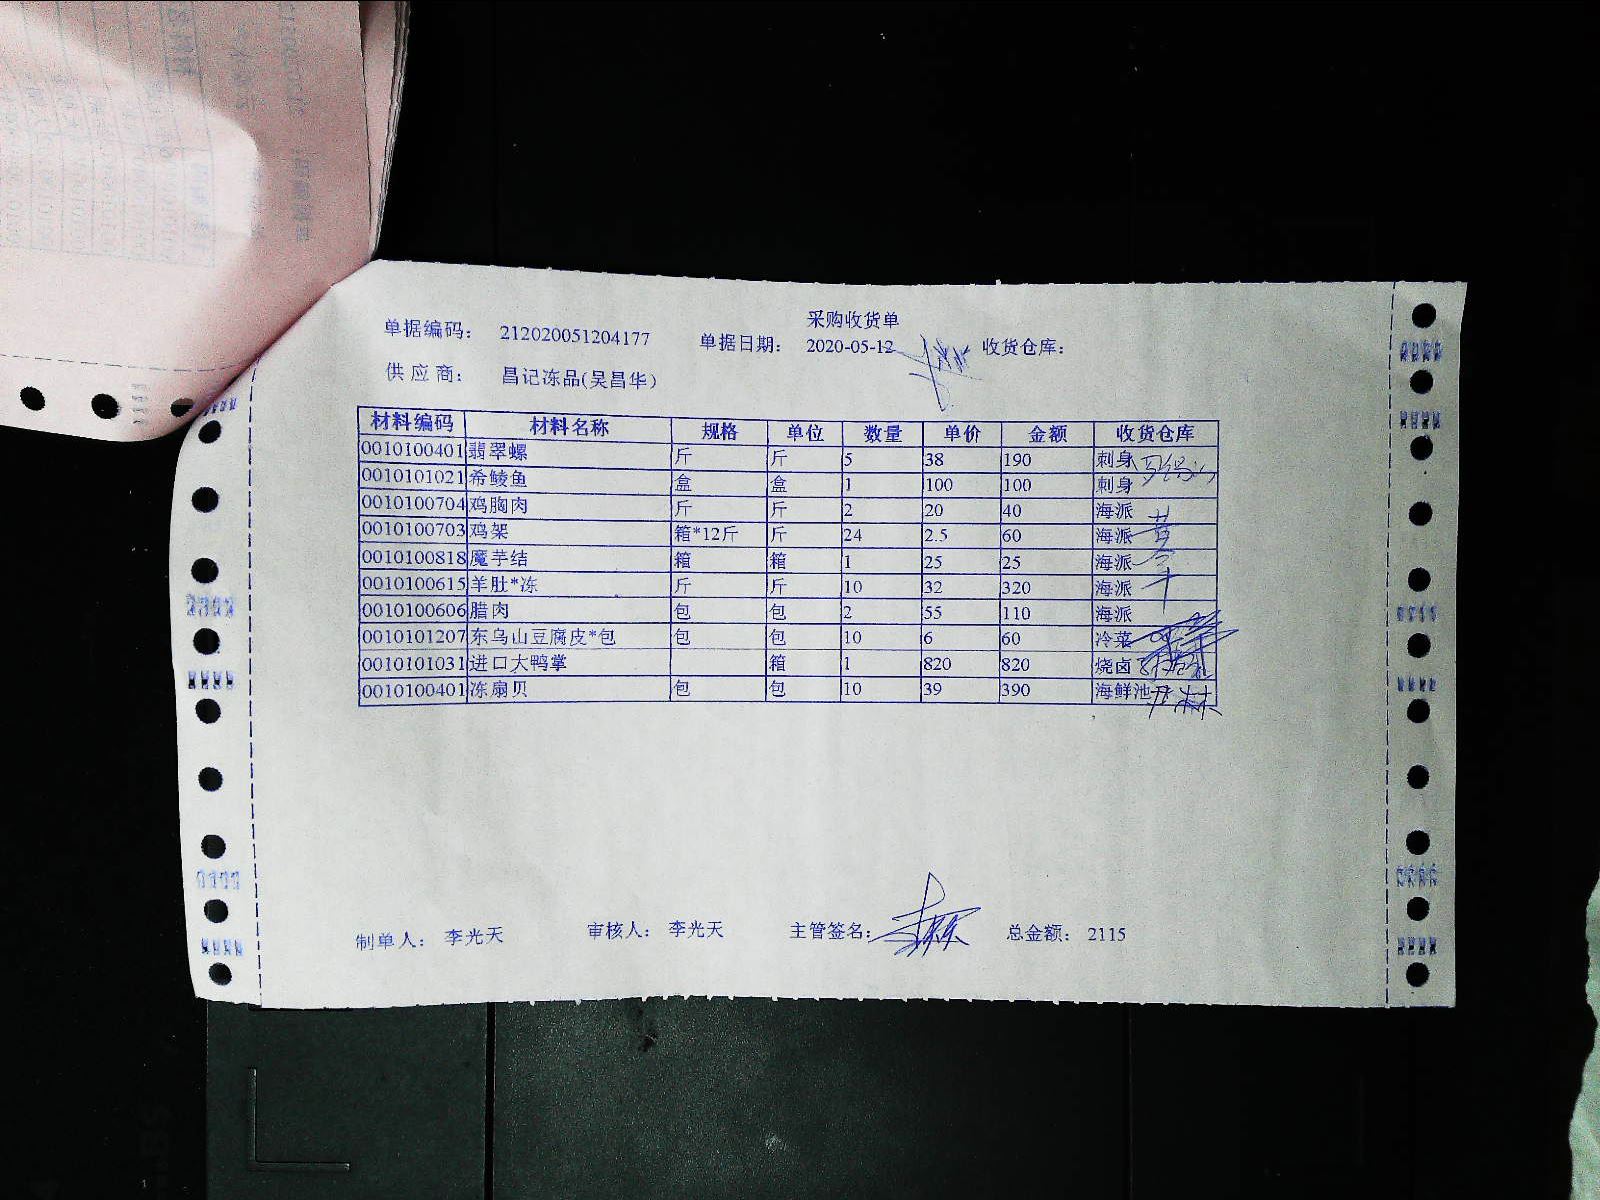 采购收货单
单据编码： 212020051204177 单据日期： 2020-05-12 收货仓库：
供应商： 昌记冻品(吴昌华)
材料编码 材料名称 规格 单位 数量 单价 金额 收货仓库
0010100401 翡翠螺 斤 斤 5 38 190 刺身
0010101021 希鲮鱼 盒 盒 1 100 100 刺身
0010100704 鸡胸肉 斤 斤 2 20 40 海派
0010100703 鸡架 箱*12斤 斤 24 2.5 60 海派
0010100818 魔芋结 箱 箱 1 25 25 海派
0010100615 羊肚*冻 斤 斤 10 32 320 海派
0010100606 腊肉 包 包 2 55 110 海派
0010101207 东乌山豆腐皮*包 包 包 10 6 60 冷菜
0010101031 进口大鸭掌 箱 1 820 820 烧卤
0010100401 冻扇贝 包 包 10 39 390 海鲜池
制单人： 李光天 审核人： 李光天 主管签名： 总金额： 2115